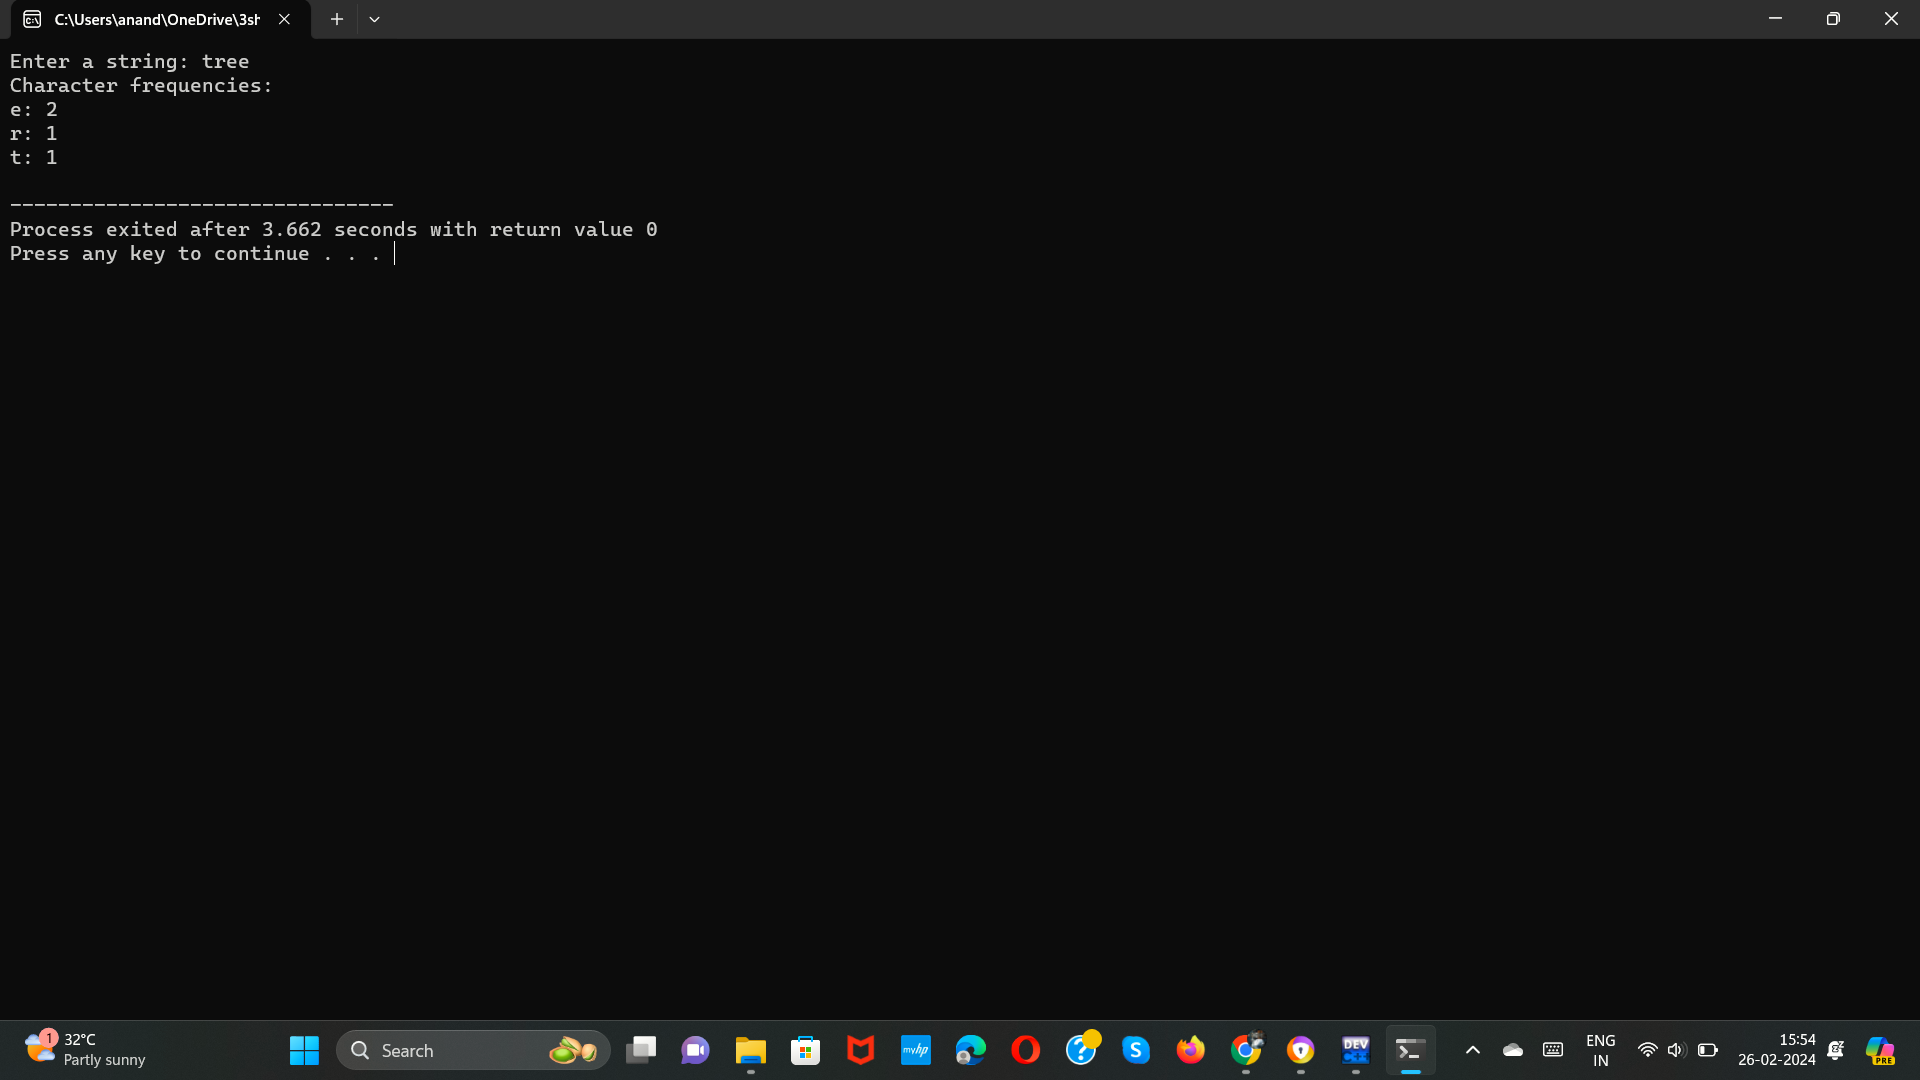 C:\Users\anand\OneDrive\3sh
Enter a string: tree
Character frequencies:
e: 2
r: 1
t: 1
--------------------------------
Process exited after 3.662 seconds with return value 0
Press any key to continue . . .
1
32°C
Partly sunny
Search
myhp
S
DEV
C++
ENG
IN
15:54
26-02-2024
PRE